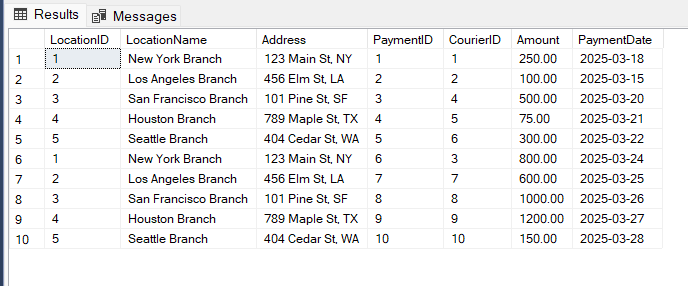 Results Messages
LocationID LocationName Address PaymentID CourierID Amount PaymentDate
1 1 New York Branch 123 Main St, NY 1 1 250.00 2025-03-18
2 2 Los Angeles Branch 456 Elm St, LA 2 2 100.00 2025-03-15
3 3 San Francisco Branch 101 Pine St, SF 3 4 500.00 2025-03-20
4 4 Houston Branch 789 Maple St, TX 4 5 75.00 2025-03-21
5 5 Seattle Branch 404 Cedar St, WA 5 6 300.00 2025-03-22
6 1 New York Branch 123 Main St, NY 6 3 800.00 2025-03-24
7 2 Los Angeles Branch 456 Elm St, LA 7 7 600.00 2025-03-25
8 3 San Francisco Branch 101 Pine St, SF 8 8 1000.00 2025-03-26
9 4 Houston Branch 789 Maple St, TX 9 9 1200.00 2025-03-27
10 5 Seattle Branch 404 Cedar St, WA 10 10 150.00 2025-03-28